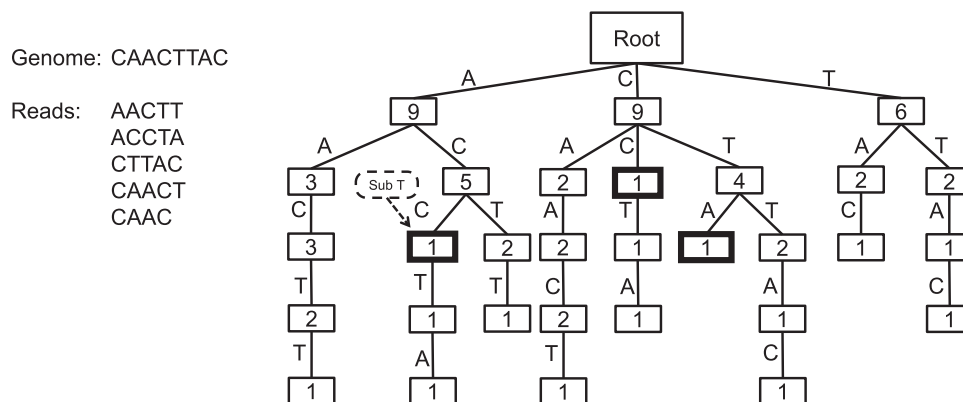 Genome: CAACTTAC
Reads: AACTT
ACCTA
CTTAC
CAACT
CAAC
Root
A C T
9 9 6
A C A C T A T
3 Sub T 5 2 1 4 2 2
C C T A T A T C A
3 1 2 2 1 1 2 1 1
T T T C A A C
2 1 1 2 1 1 1
T A T C
1 1 1 1